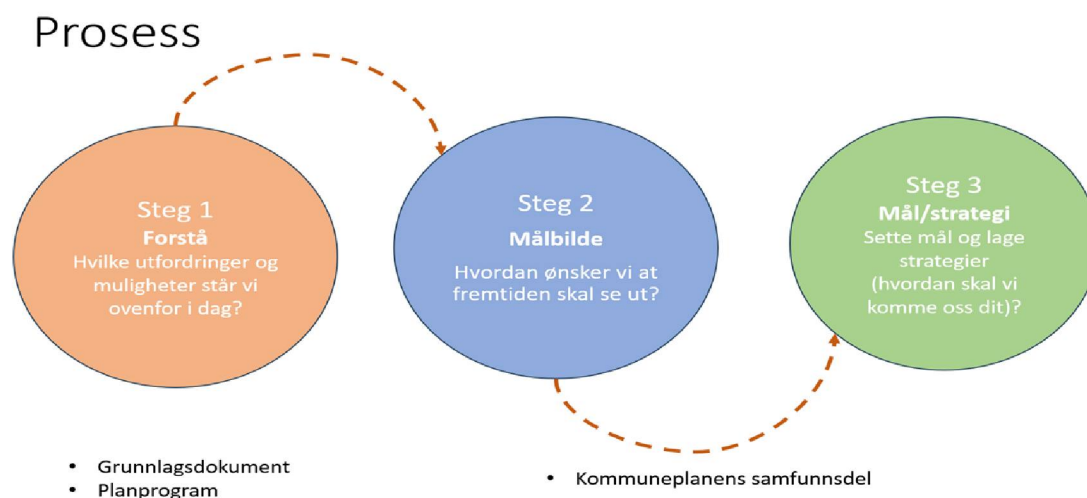 Prosess
Steg 1
Forstå
Hvilke utfordringer og
muligheter står vi
ovenfor i dag?
Steg 2
Målbilde
Hvordan ønsker vi at
fremtiden skal se ut?
Steg 3
Mål/strategi
Sette mål og lage
strategier
(hvordan skal vi
komme oss dit)?
• Grunnlagsdokument
• Planprogram
• Kommuneplanens samfunnsdel